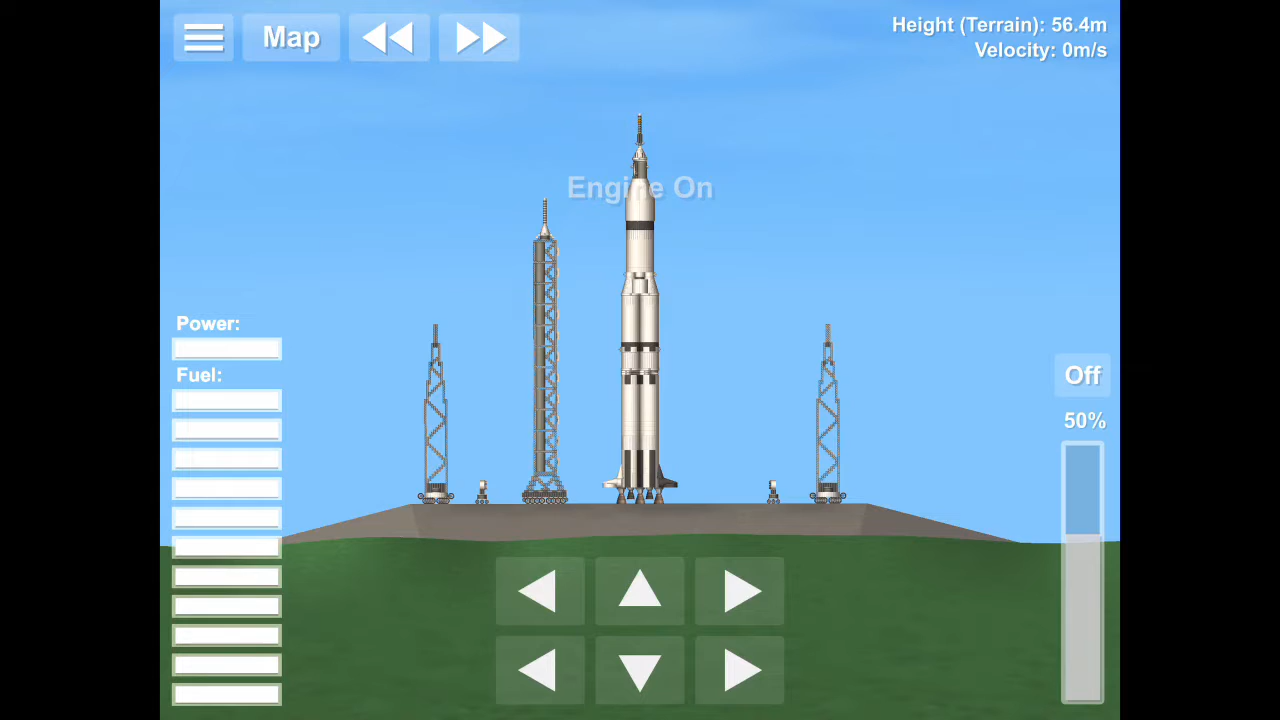 Map
Height (Terrain): 56.4m
Velocity: 0m/s
Engine On
Power:
Fuel:
Off
50%